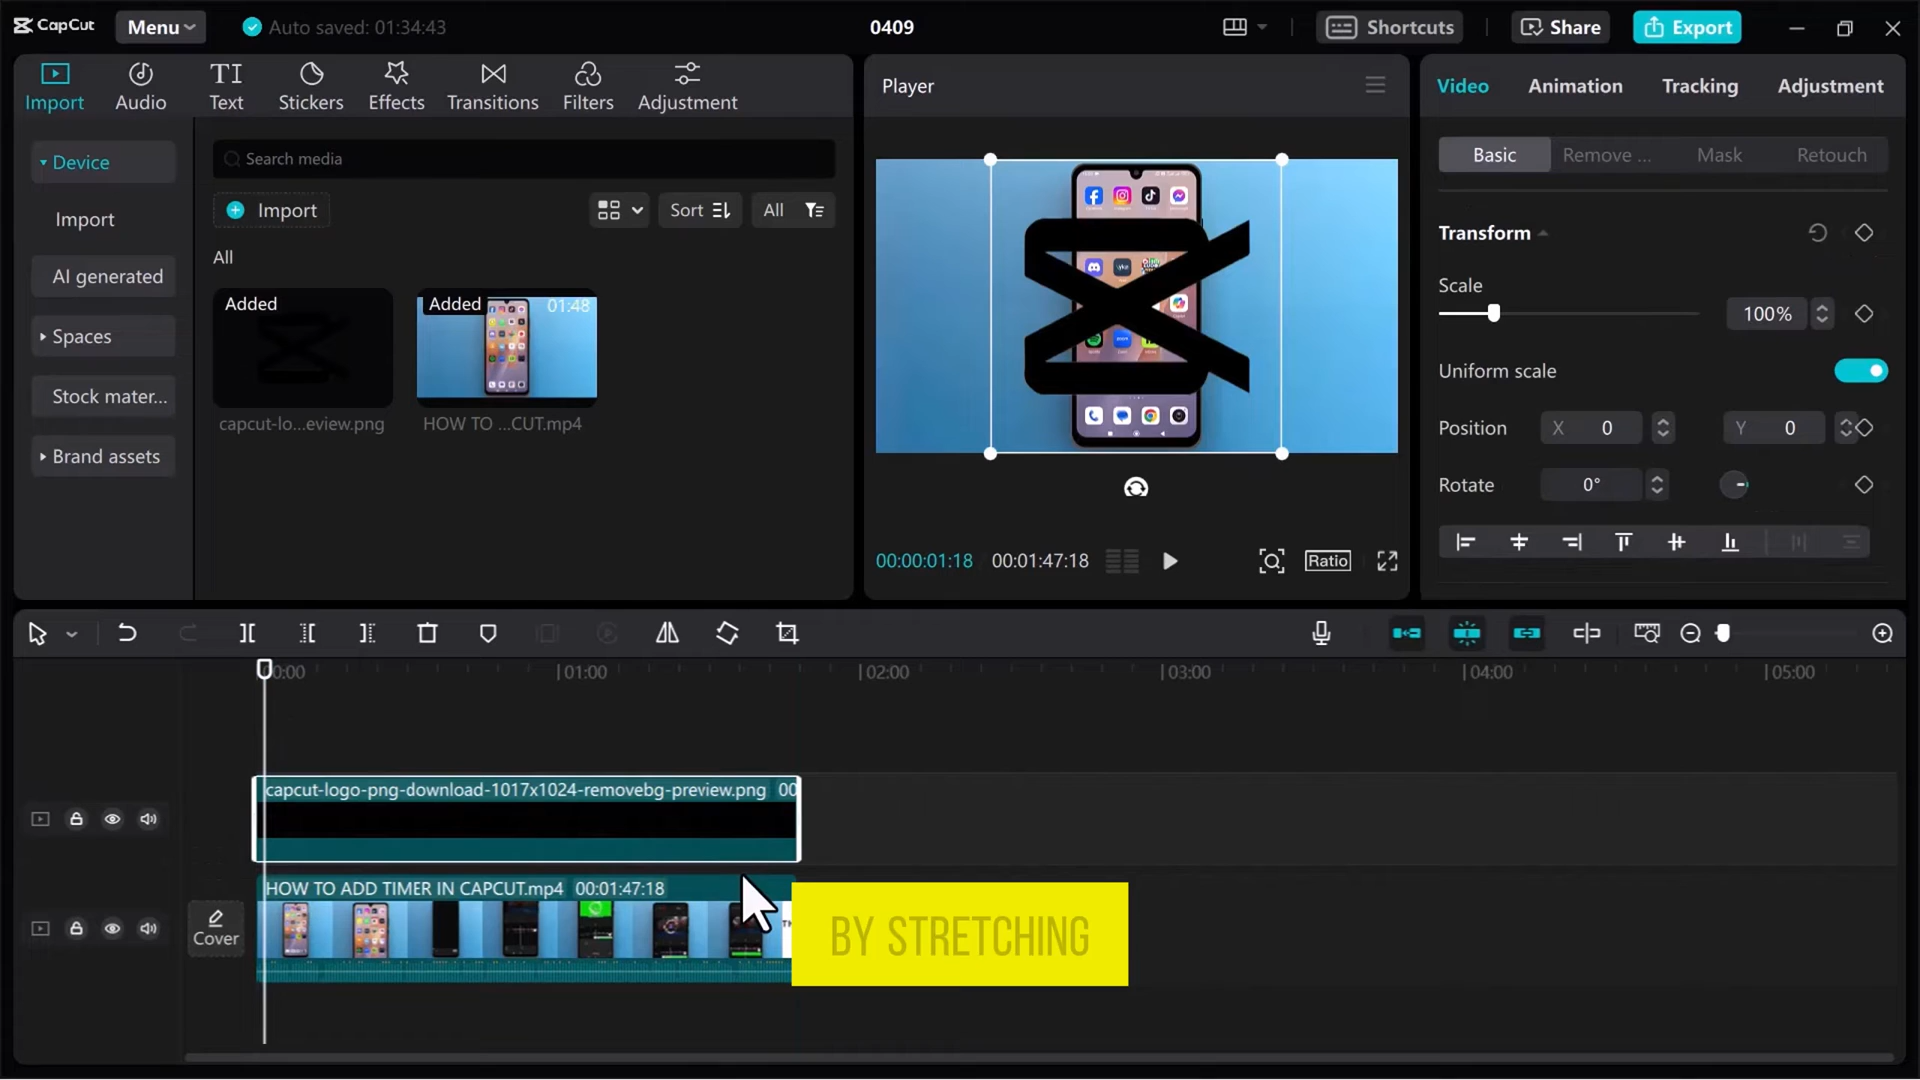 CapCut
Menu
Auto saved: 01:34:43
0409
Shortcuts
Share
Export
Import
Audio
Text
Stickers
Effects
Transitions
Filters
Adjustment
Device
Import
AI generated
Spaces
Stock mater...
Brand assets
Search media
Import
Sort
All
All
Added
capcut-lo...eview.png
Added
01:48
HOW TO ...CUT.mp4
Player
00:00:01:18
00:01:47:18
Ratio
Video
Animation
Tracking
Adjustment
Basic
Remove ...
Mask
Retouch
Transform
Scale
100%
Uniform scale
Position
X 0
Y 0
Rotate
0°
00:00
01:00
02:00
03:00
04:00
05:00
capcut-logo-png-download-1017x1024-removebg-preview.png 00
Cover
HOW TO ADD TIMER IN CAPCUT.mp4 00:01:47:18
BY STRETCHING